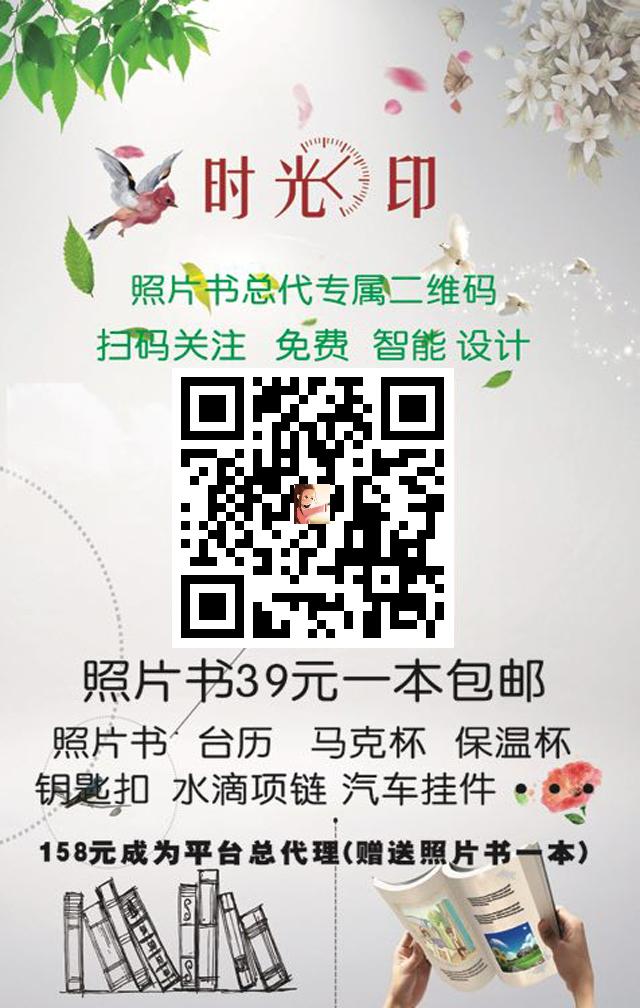 时光印
照片书总代专属二维码
扫码关注 免费 智能 设计
照片书39元一本包邮
照片书 台历 马克杯 保温杯
钥匙扣 水滴项链 汽车挂件
158元成为平台总代理(赠送照片书一本)